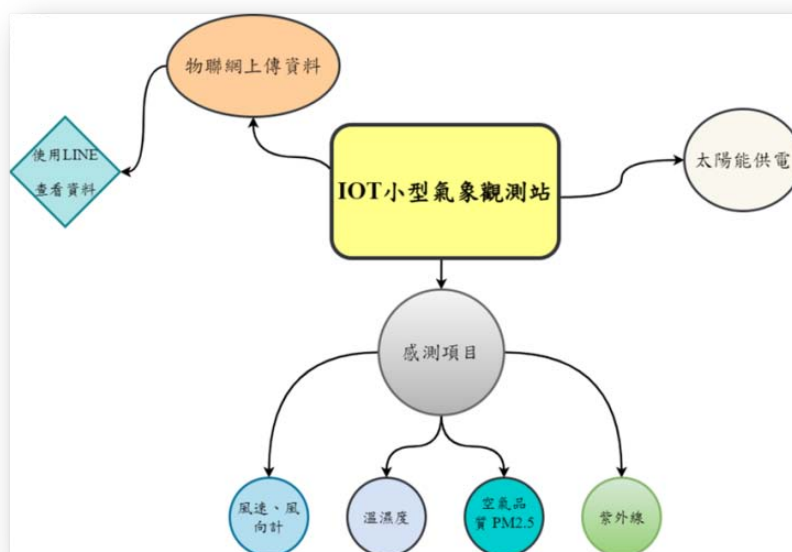 物聯網上傳資料
使用LINE
查看資料
IOT小型氣象觀測站
太陽能供電
感測項目
風速、風
向計
溫濕度
空氣品
質 PM2.5
紫外線